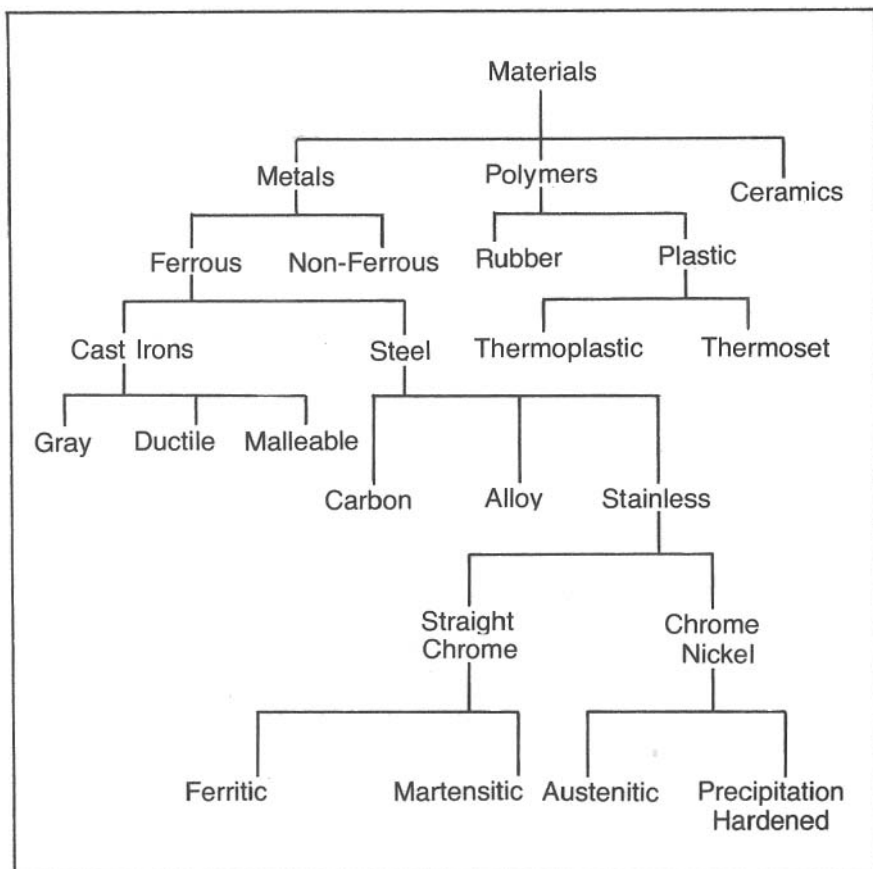 Materials
Metals Polymers Ceramics
Ferrous Non-Ferrous Rubber Plastic
Cast Irons Steel Thermoplastic Thermoset
Gray Ductile Malleable
Carbon Alloy Stainless
Straight Chrome
Chrome Nickel
Ferritic Martensitic Austenitic Precipitation
Hardened